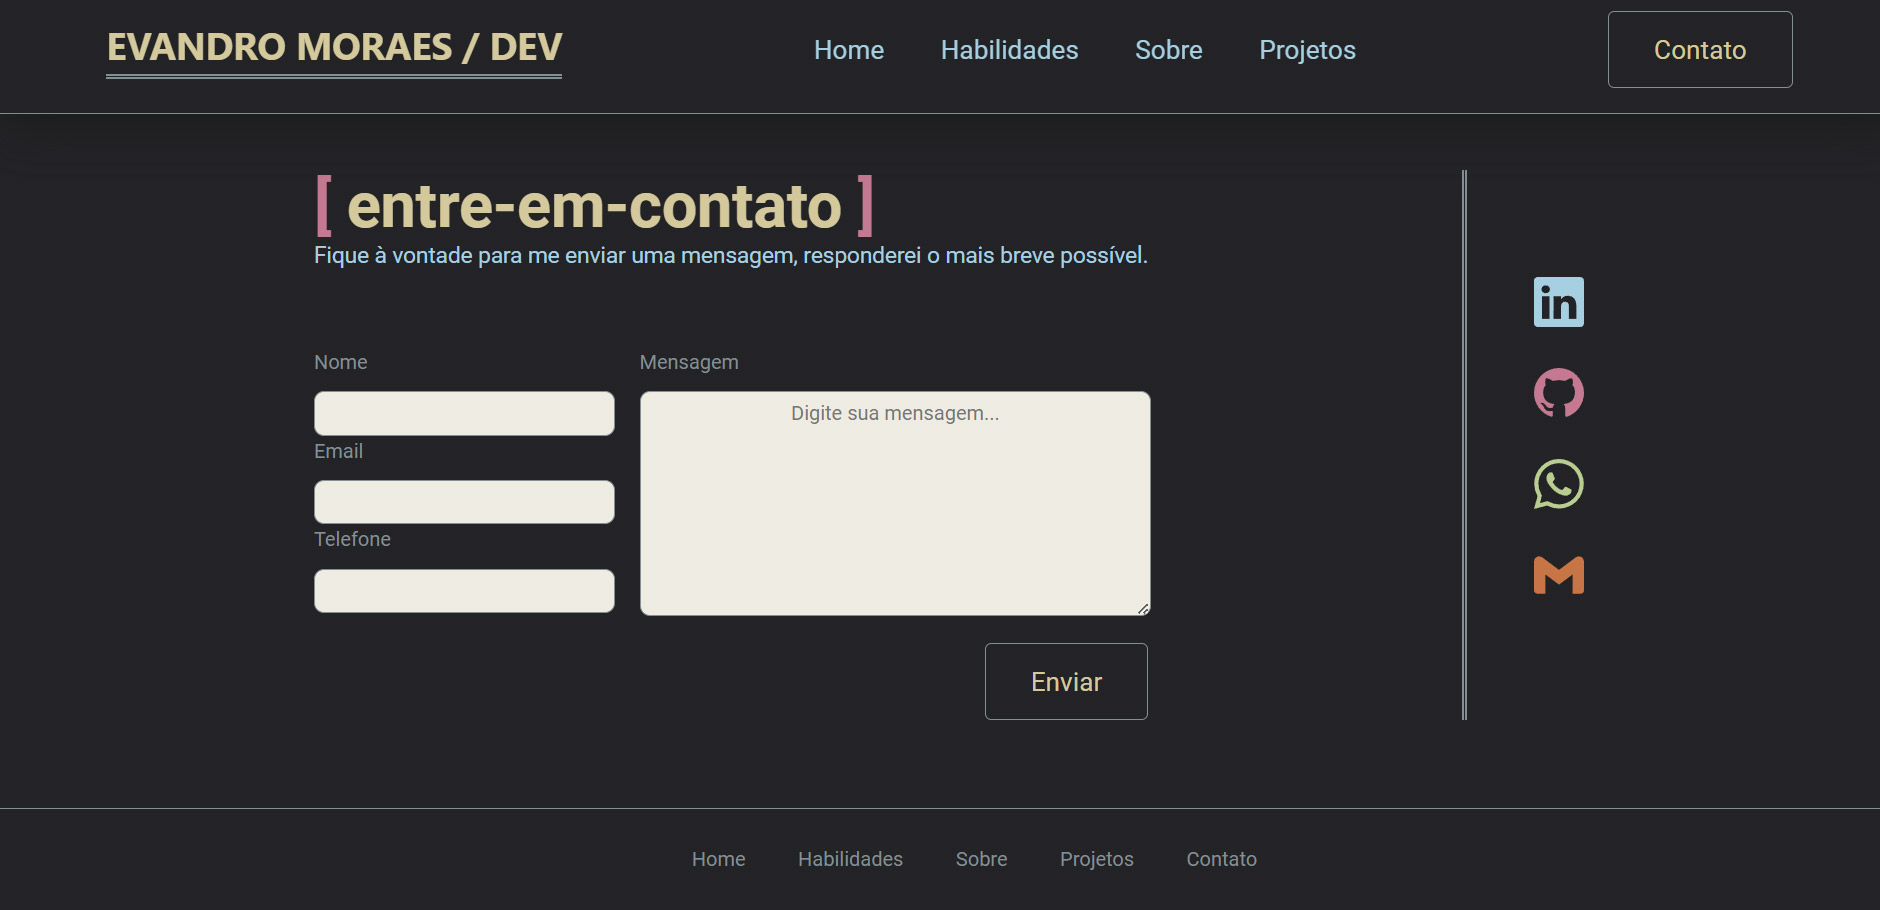 EVANDRO MORAES / DEV
Home Habilidades Sobre Projetos
Contato
[ entre-em-contato ]
Fique à vontade para me enviar uma mensagem, responderei o mais breve possível.
Nome
Email
Telefone
Mensagem
Digite sua mensagem...
Enviar
in
Home Habilidades Sobre Projetos Contato